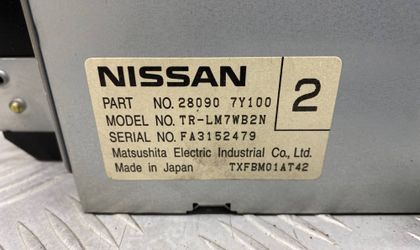 NISSAN
PART NO. 28090 7Y100
2
MODEL NO. TR-LM7WB2N
SERIAL NO. FA3152479
Matsushita Electric Industrial Co., Ltd.
Made in Japan TXFBM01AT42